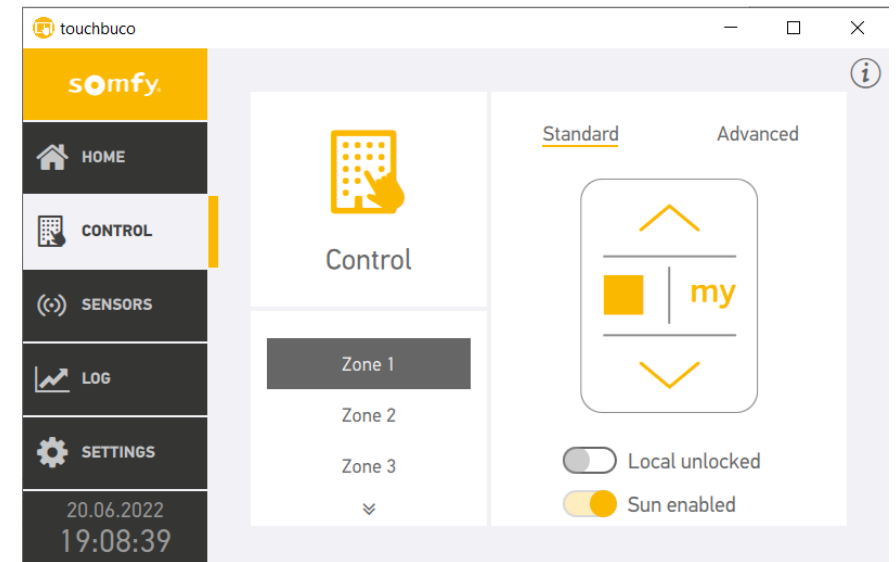 touchbuco
somfy.
HOME
CONTROL
SENSORS
LOG
SETTINGS
20.06.2022
19:08:39
Control
Zone 1
Zone 2
Zone 3
i
Standard
Advanced
my
Local unlocked
Sun enabled